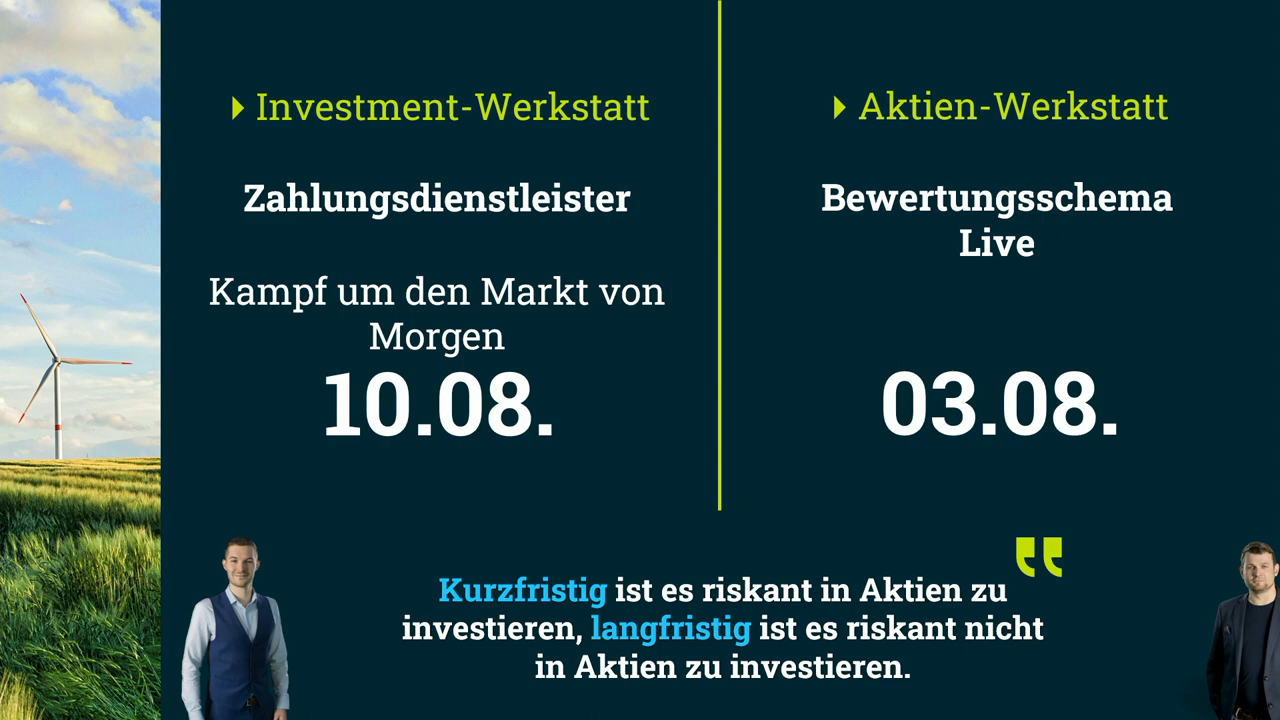 Investment-Werkstatt
Zahlungsdienstleister
Kampf um den Markt von
Morgen
10.08.
Aktien-Werkstatt
Bewertungsschema
Live
03.08.
Kurzfristig ist es riskant in Aktien zu
investieren, langfristig ist es riskant nicht
in Aktien zu investieren.